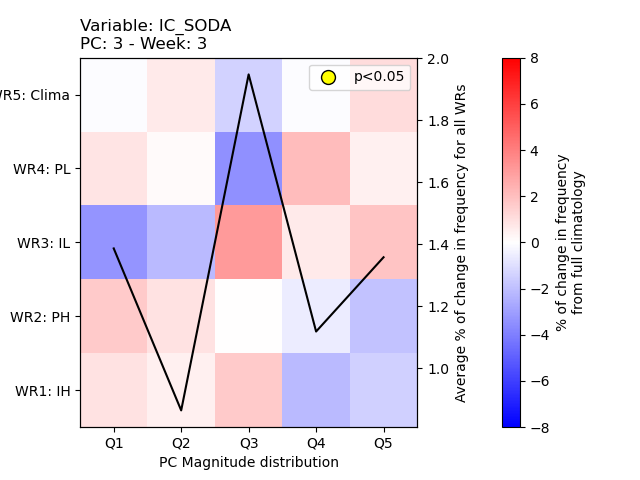 Variable: IC_SODA
PC: 3 - Week: 3
WR5: Clima
WR4: PL
WR3: IL
WR2: PH
WR1: IH
Q1 Q2 Q3 Q4 Q5
PC Magnitude distribution
p<0.05
2.0
1.8
1.6
1.4
1.2
1.0
Average % of change in frequency for all WRs
8
6
4
2
0
−2
−4
−6
−8
% of change in frequency
from full climatology